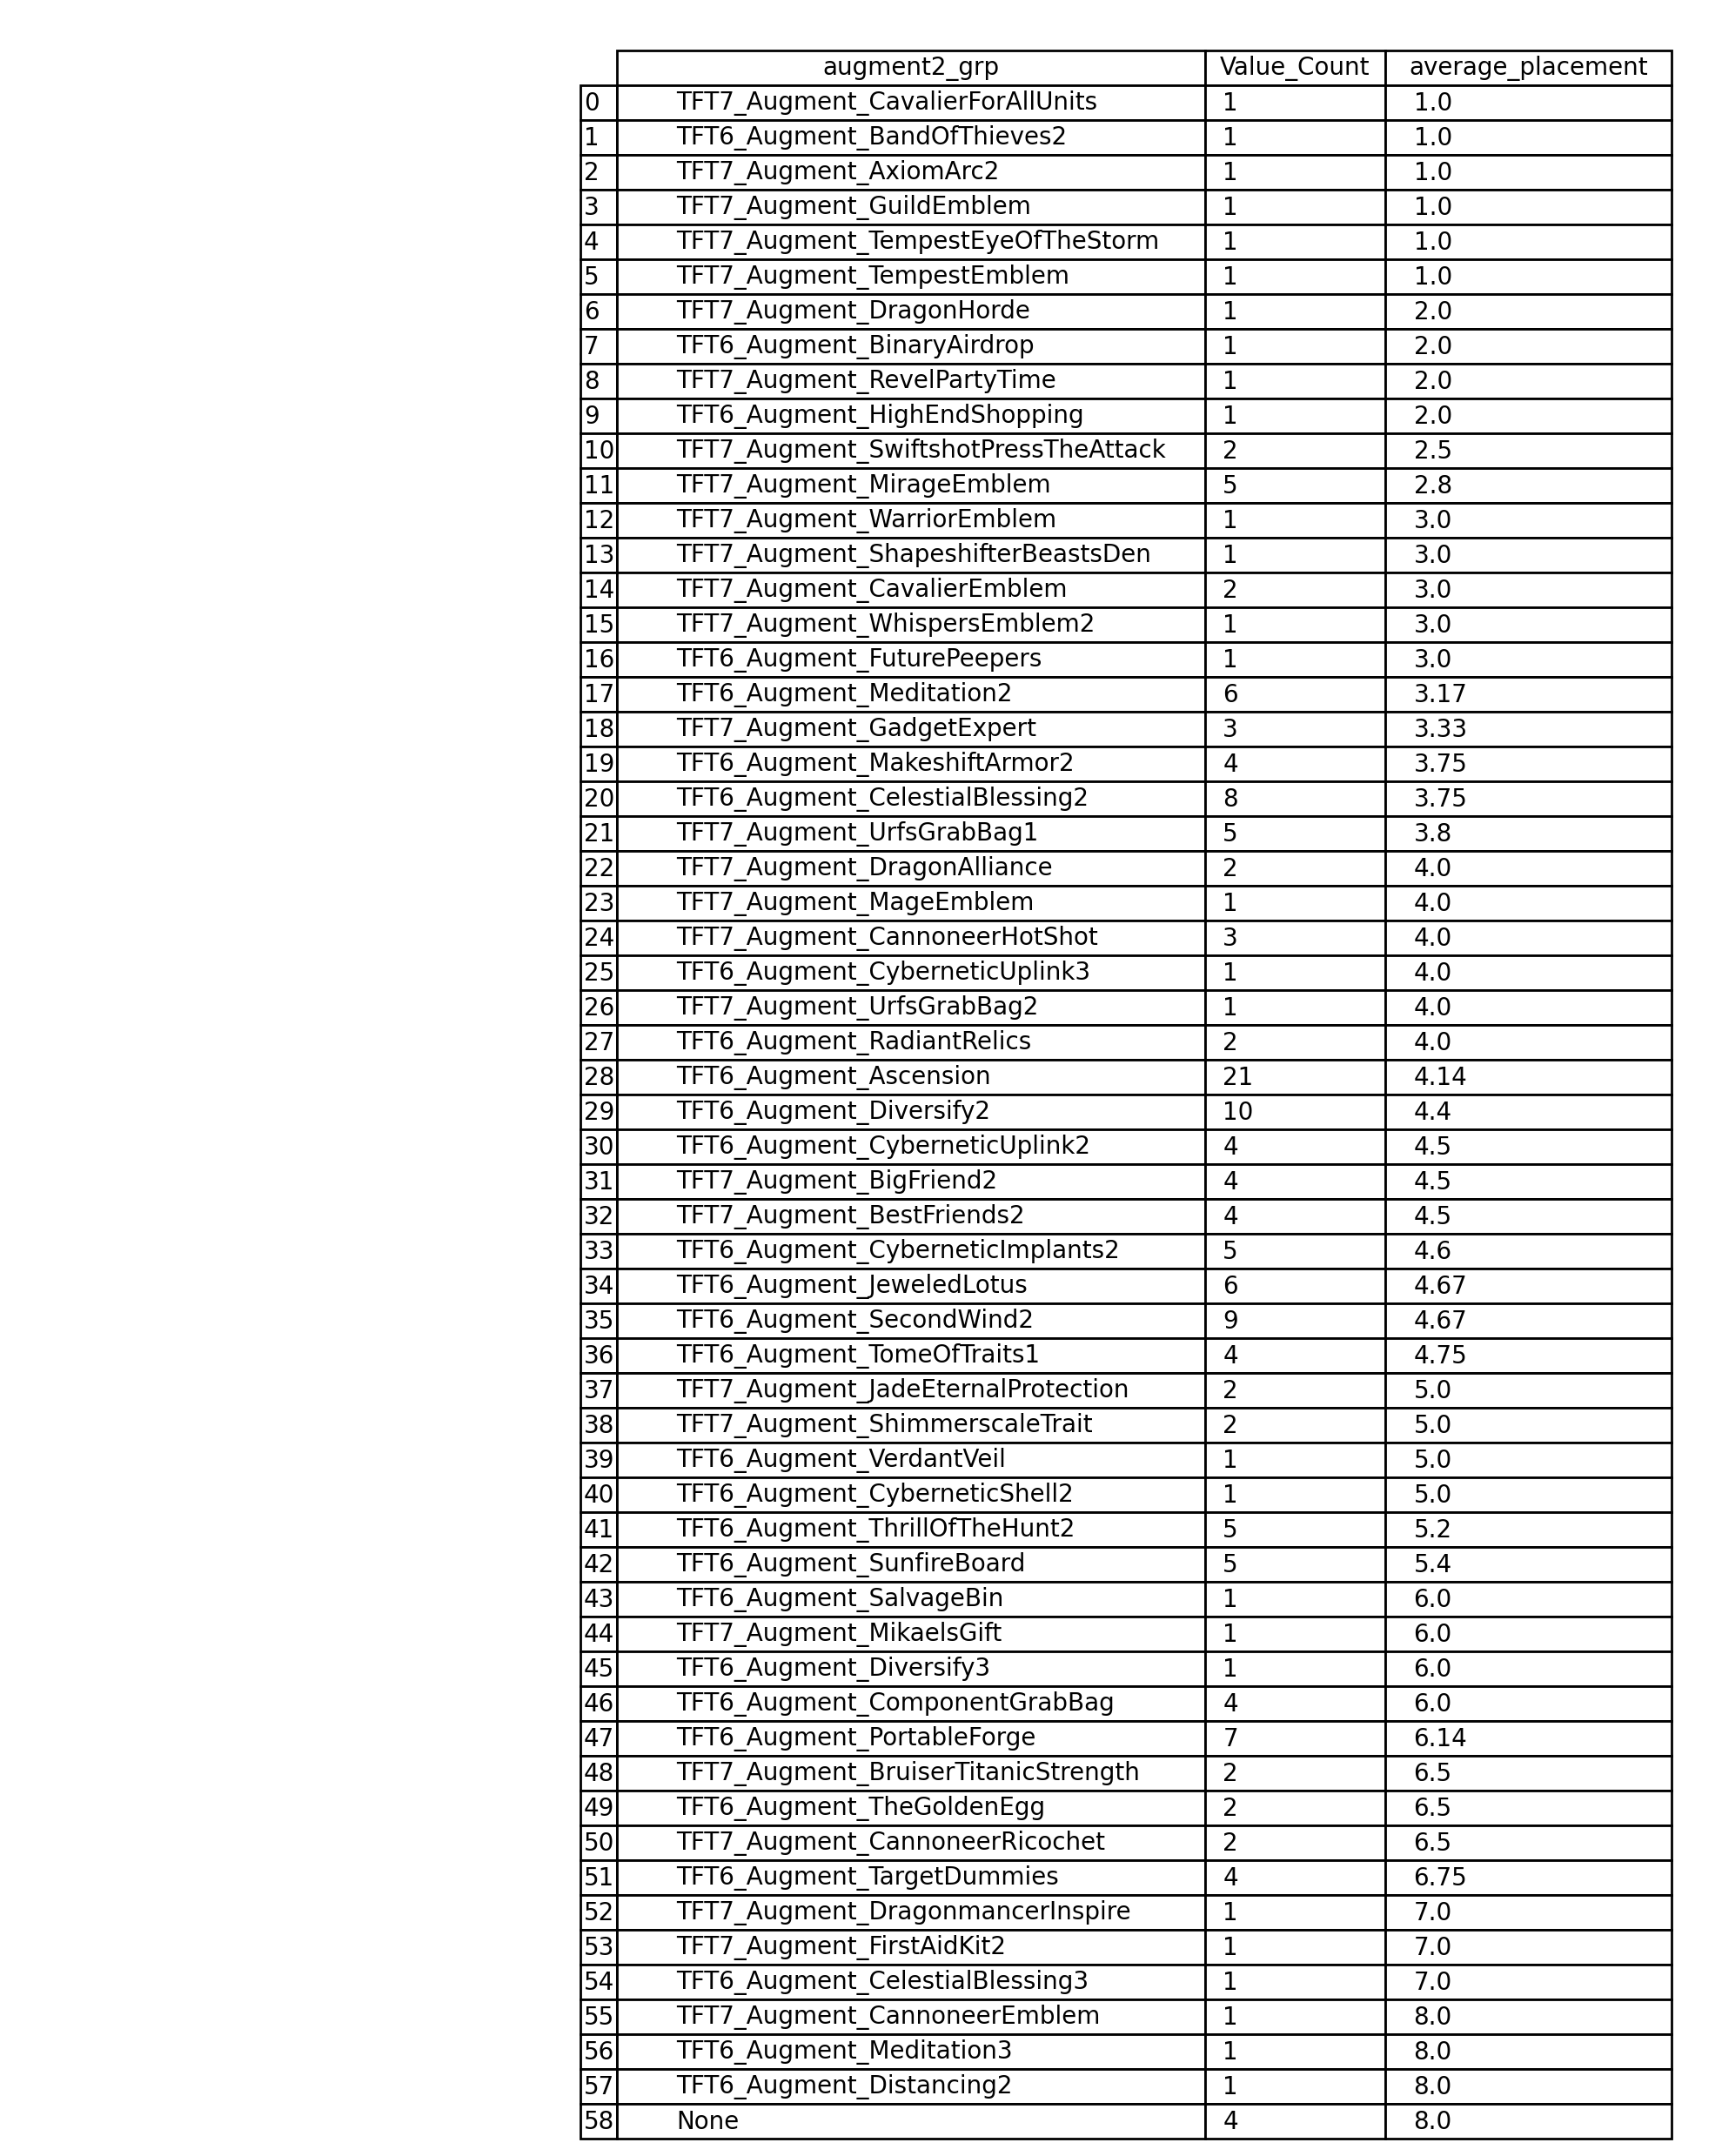 augment2_grp Value_Count average_placement
0 TFT7_Augment_CavalierForAllUnits 1 1.0
1 TFT6_Augment_BandOfThieves2 1 1.0
2 TFT7_Augment_AxiomArc2 1 1.0
3 TFT7_Augment_GuildEmblem 1 1.0
4 TFT7_Augment_TempestEyeOfTheStorm 1 1.0
5 TFT7_Augment_TempestEmblem 1 1.0
6 TFT7_Augment_DragonHorde 1 2.0
7 TFT6_Augment_BinaryAirdrop 1 2.0
8 TFT7_Augment_RevelPartyTime 1 2.0
9 TFT6_Augment_HighEndShopping 1 2.0
10 TFT7_Augment_SwiftshotPressTheAttack 2 2.5
11 TFT7_Augment_MirageEmblem 5 2.8
12 TFT7_Augment_WarriorEmblem 1 3.0
13 TFT7_Augment_ShapeshifterBeastsDen 1 3.0
14 TFT7_Augment_CavalierEmblem 2 3.0
15 TFT7_Augment_WhispersEmblem2 1 3.0
16 TFT6_Augment_FuturePeepers 1 3.0
17 TFT6_Augment_Meditation2 6 3.17
18 TFT7_Augment_GadgetExpert 3 3.33
19 TFT6_Augment_MakeshiftArmor2 4 3.75
20 TFT6_Augment_CelestialBlessing2 8 3.75
21 TFT7_Augment_UrfsGrabBag1 5 3.8
22 TFT7_Augment_DragonAlliance 2 4.0
23 TFT7_Augment_MageEmblem 1 4.0
24 TFT7_Augment_CannoneerHotShot 3 4.0
25 TFT6_Augment_CyberneticUplink3 1 4.0
26 TFT7_Augment_UrfsGrabBag2 1 4.0
27 TFT6_Augment_RadiantRelics 2 4.0
28 TFT6_Augment_Ascension 21 4.14
29 TFT6_Augment_Diversify2 10 4.4
30 TFT6_Augment_CyberneticUplink2 4 4.5
31 TFT7_Augment_BigFriend2 4 4.5
32 TFT7_Augment_BestFriends2 4 4.5
33 TFT6_Augment_CyberneticImplants2 5 4.6
34 TFT6_Augment_JeweledLotus 6 4.67
35 TFT6_Augment_SecondWind2 9 4.67
36 TFT6_Augment_TomeOfTraits1 4 4.75
37 TFT7_Augment_JadeEternalProtection 2 5.0
38 TFT7_Augment_ShimmerscaleTrait 2 5.0
39 TFT6_Augment_VerdantVeil 1 5.0
40 TFT6_Augment_CyberneticShell2 1 5.0
41 TFT6_Augment_ThrillOfTheHunt2 5 5.2
42 TFT6_Augment_SunfireBoard 5 5.4
43 TFT6_Augment_SalvageBin 1 6.0
44 TFT7_Augment_MikaelsGift 1 6.0
45 TFT6_Augment_Diversify3 1 6.0
46 TFT6_Augment_ComponentGrabBag 4 6.0
47 TFT6_Augment_PortableForge 7 6.14
48 TFT7_Augment_BruiserTitanicStrength 2 6.5
49 TFT6_Augment_TheGoldenEgg 2 6.5
50 TFT7_Augment_CannoneerRicochet 2 6.5
51 TFT6_Augment_TargetDummies 4 6.75
52 TFT7_Augment_DragonmancerInspire 1 7.0
53 TFT7_Augment_FirstAidKit2 1 7.0
54 TFT6_Augment_CelestialBlessing3 1 7.0
55 TFT7_Augment_CannoneerEmblem 1 8.0
56 TFT6_Augment_Meditation3 1 8.0
57 TFT6_Augment_Distancing2 1 8.0
58 None 4 8.0